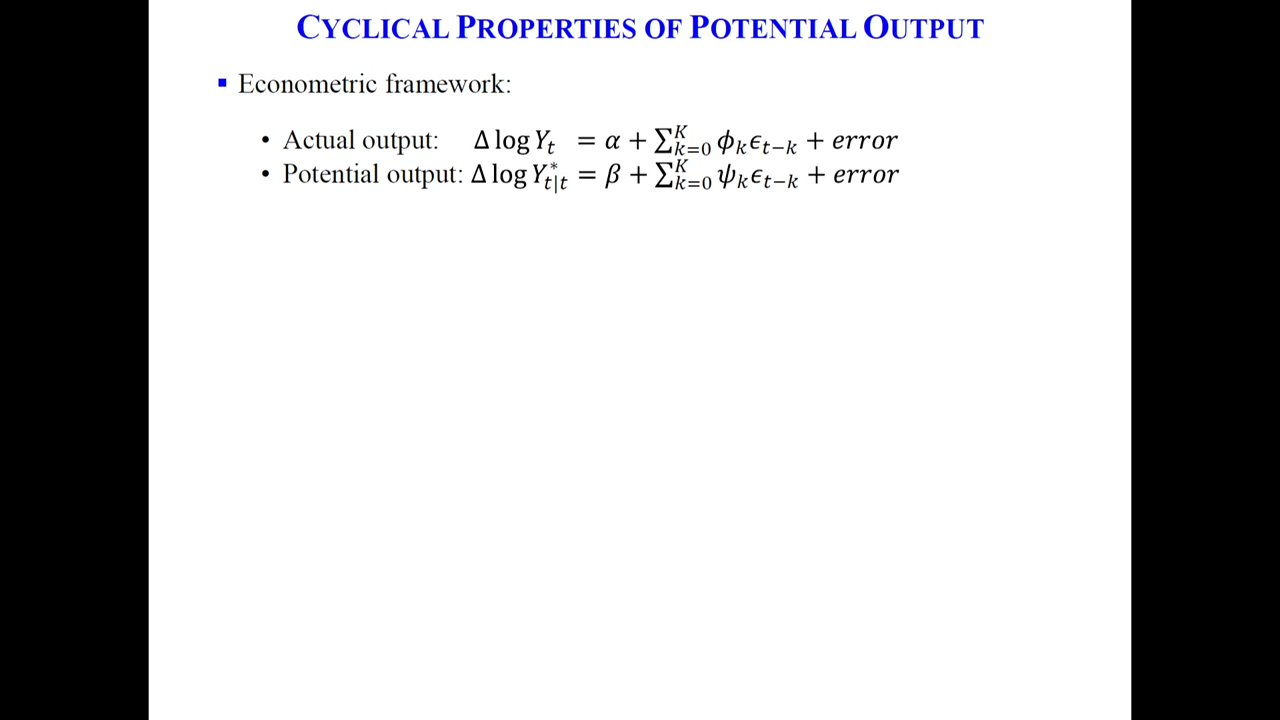 CYCLICAL PROPERTIES OF POTENTIAL OUTPUT
▪ Econometric framework:
• Actual output: Δ log Y_t = α + ∑_{k=0}^{K} ϕ_k ϵ_{t−k} + error
• Potential output: Δ log Y^*_{t|t} = β + ∑_{k=0}^{K} ψ_k ϵ_{t−k} + error